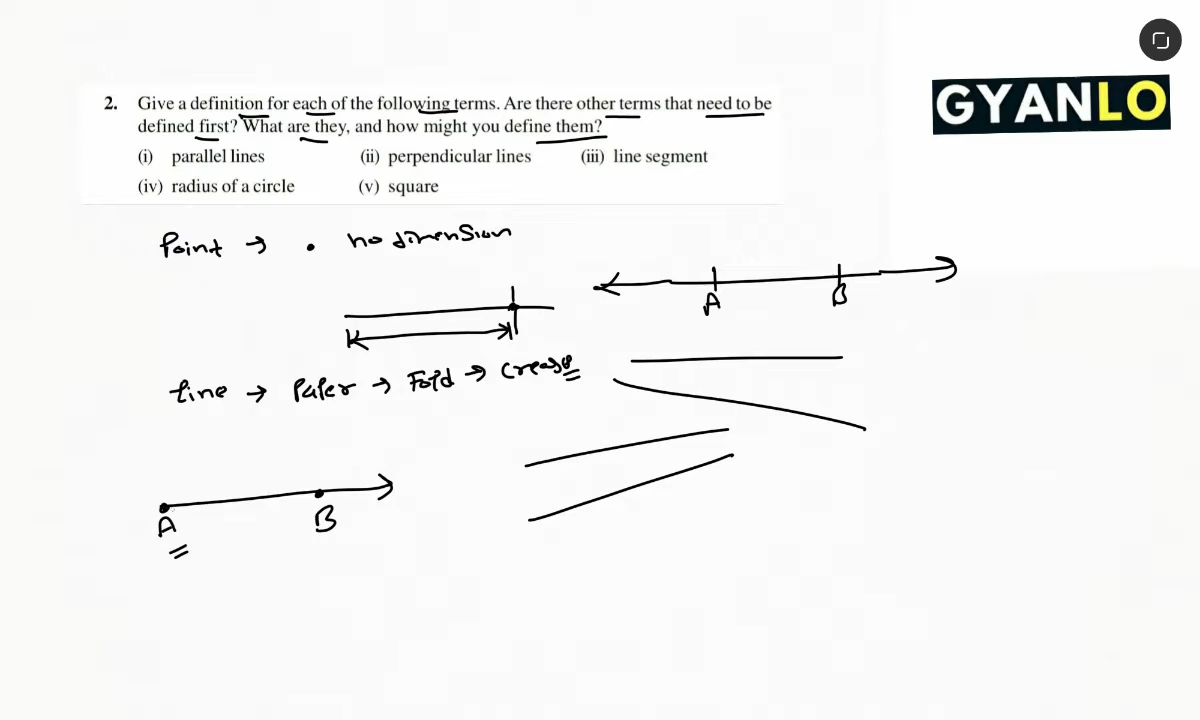 GYANLO
2. Give a definition for each of the following terms. Are there other terms that need to be
defined first? What are they, and how might you define them?
(i) parallel lines (ii) perpendicular lines (iii) line segment
(iv) radius of a circle (v) square
Point → . no dimension
A B
line → Paper → Fold → Crease
A B